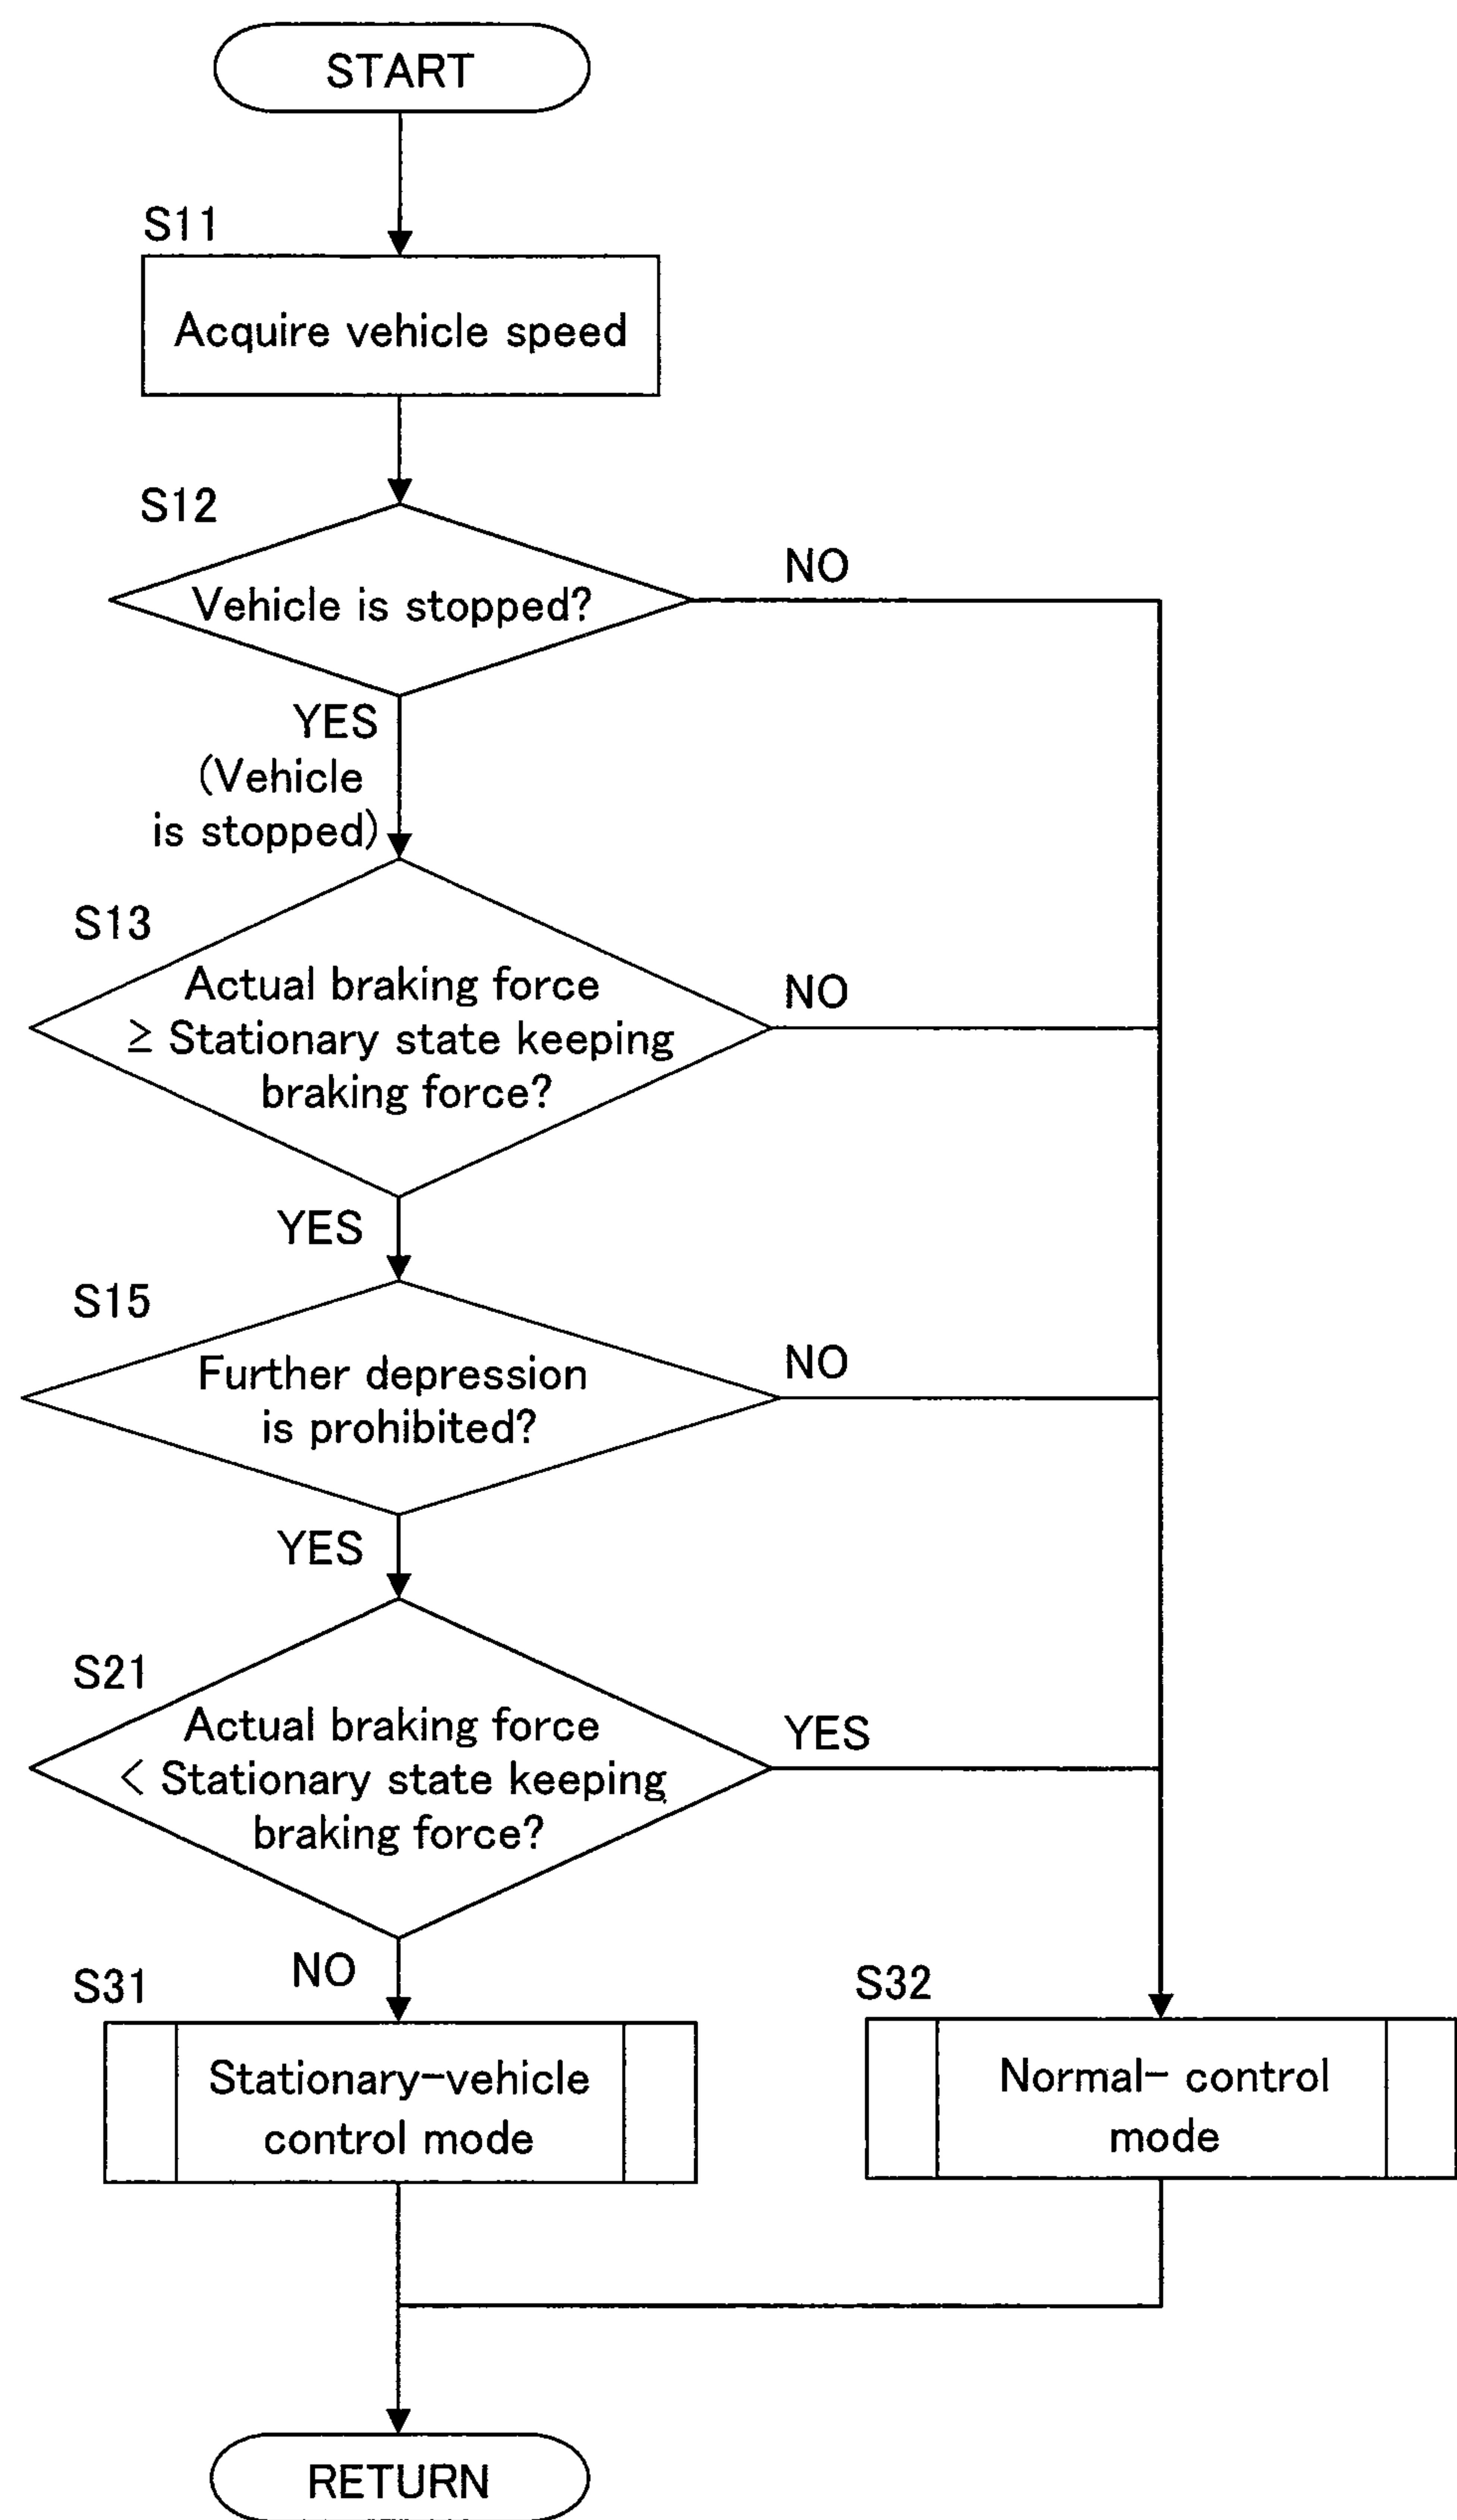 START
S11
Acquire vehicle speed
S12
Vehicle is stopped?
NO
YES
(Vehicle
is stopped)
S13
Actual braking force
≥ Stationary state keeping
braking force?
NO
YES
S15
Further depression
is prohibited?
NO
YES
S21
Actual braking force
< Stationary state keeping
braking force?
YES
NO
S31
Stationary-vehicle
control mode
S32
Normal- control
mode
RETURN